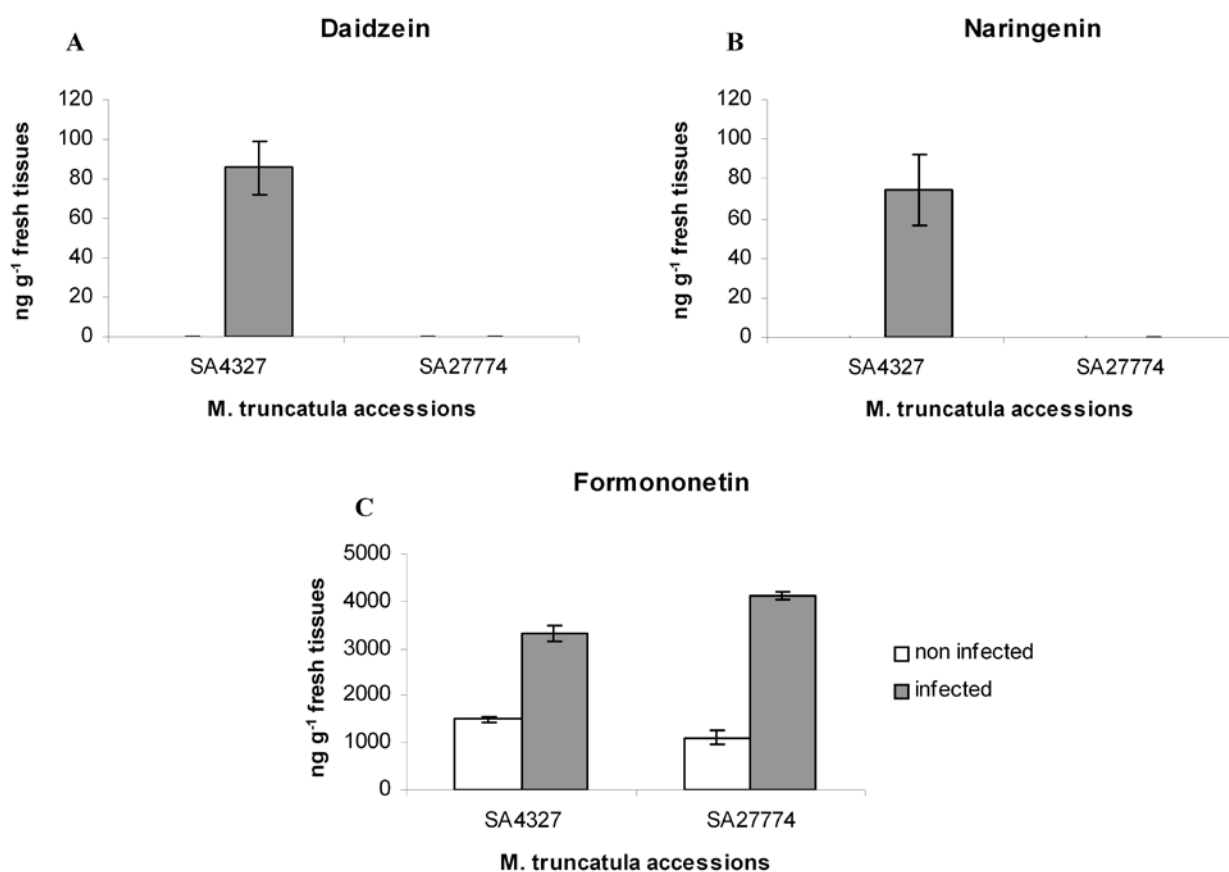 A
Daidzein
ng g⁻¹ fresh tissues
120
100
80
60
40
20
0
SA4327 SA27774
M. truncatula accessions
B
Naringenin
ng g⁻¹ fresh tissues
120
100
80
60
40
20
0
SA4327 SA27774
M. truncatula accessions
C
Formononetin
ng g⁻¹ fresh tissues
5000
4000
3000
2000
1000
0
SA4327 SA27774
M. truncatula accessions
non infected
infected